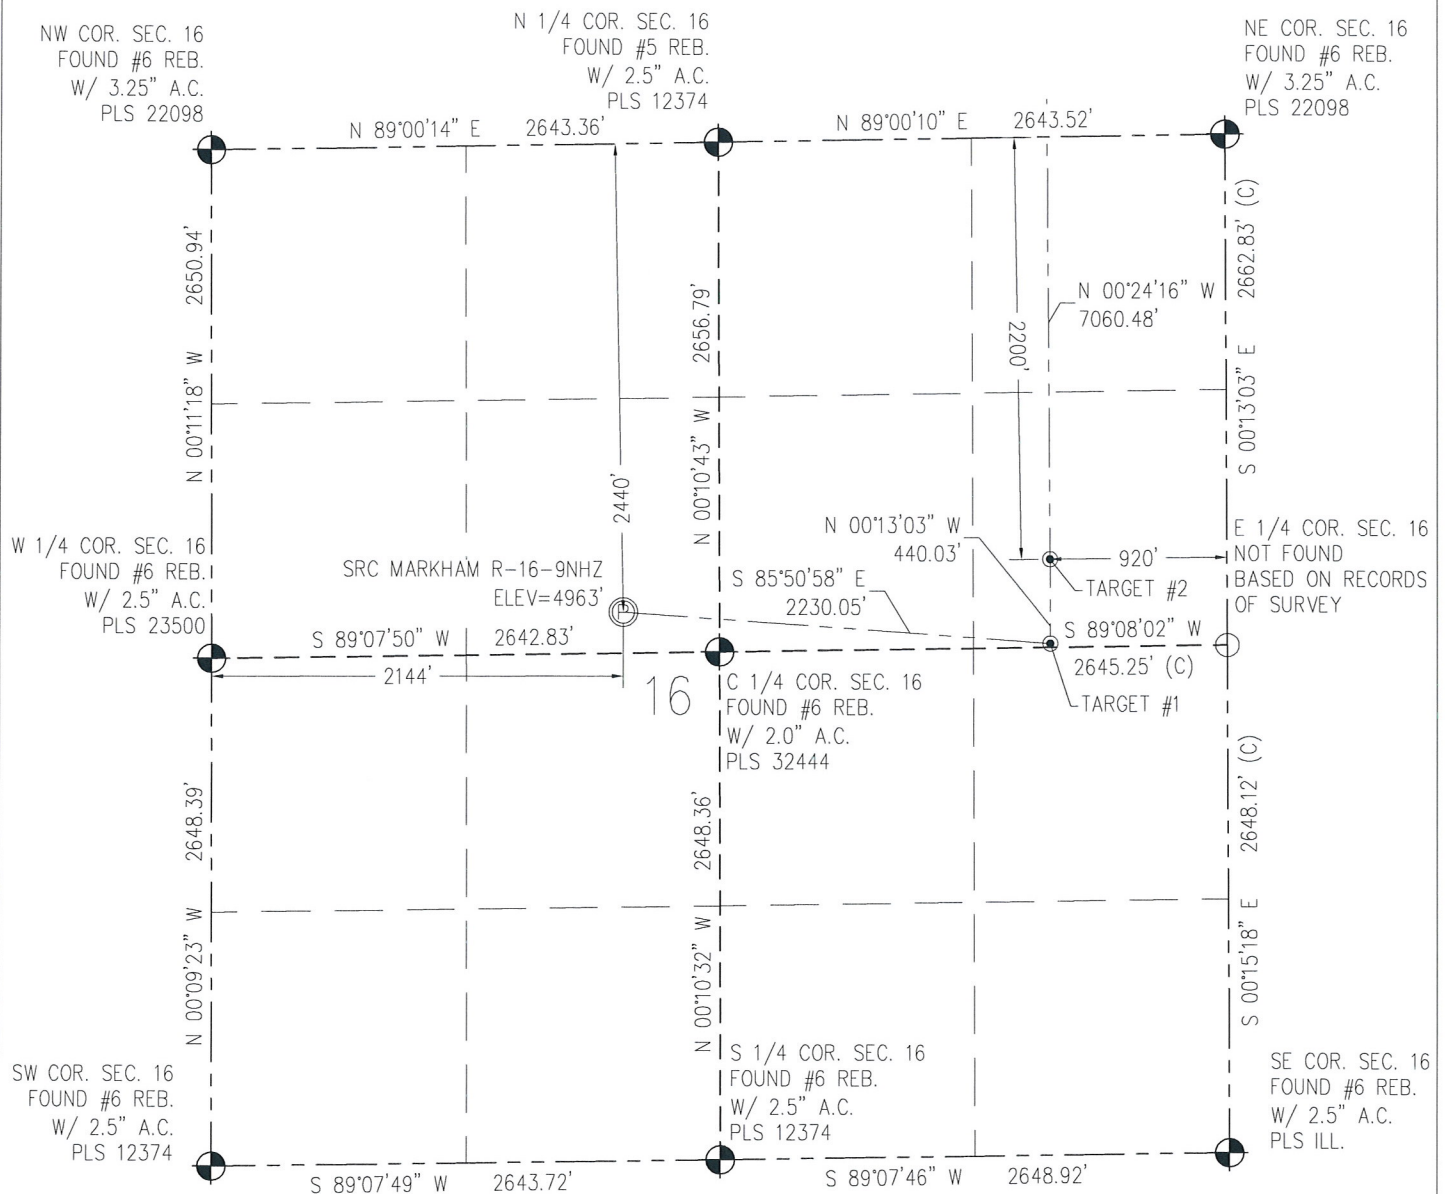 NW COR. SEC. 16
FOUND #6 REB.
W/ 3.25" A.C.
PLS 22098
N 1/4 COR. SEC. 16
FOUND #5 REB.
W/ 2.5" A.C.
PLS 12374
NE COR. SEC. 16
FOUND #6 REB.
W/ 3.25" A.C.
PLS 22098
N 89°00'14" E 2643.36'
N 89°00'10" E 2643.52'
N 00°11'18" W 2650.94'
2440'
N 00°10'43" W 2656.79'
2200'
N 00°24'16" W
7060.48'
S 00°13'03" E 2662.83' (C)
W 1/4 COR. SEC. 16
FOUND #6 REB.
W/ 2.5" A.C.
PLS 23500
SRC MARKHAM R-16-9NHZ
ELEV=4963'
N 00°13'03" W
440.03'
S 85°50'58" E
2230.05'
920'
TARGET #2
E 1/4 COR. SEC. 16
NOT FOUND
BASED ON RECORDS
OF SURVEY
S 89°07'50" W 2642.83'
S 89°08'02" W
2645.25' (C)
2144'
16
TARGET #1
C 1/4 COR. SEC. 16
FOUND #6 REB.
W/ 2.0" A.C.
PLS 32444
N 00°09'23" W 2648.39'
N 00°10'32" W 2648.36'
S 00°15'18" E 2648.12' (C)
SW COR. SEC. 16
FOUND #6 REB.
W/ 2.5" A.C.
PLS 12374
S 1/4 COR. SEC. 16
FOUND #6 REB.
W/ 2.5" A.C.
PLS 12374
SE COR. SEC. 16
FOUND #6 REB.
W/ 2.5" A.C.
PLS ILL.
S 89°07'49" W 2643.72'
S 89°07'46" W 2648.92'